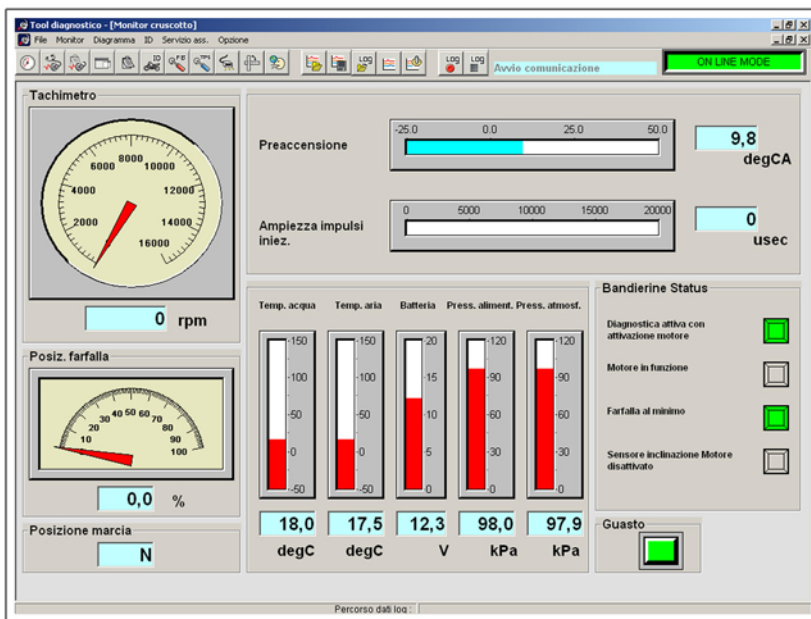 Tool diagnostico - [Monitor cruscotto]
File Monitor Diagramma ID Servizio ass. Opzione
ID FB TPS LOG LOG LOG Avvio comunicazione ON LINE MODE
Tachimetro
2000 4000 6000 8000 10000 12000 14000 16000
0 rpm
Preaccensione
-25.0 0.0 25.0 50.0
9,8
degCA
Ampiezza impulsi
iniez.
0 5000 10000 15000 20000
0
usec
Posiz. farfalla
10 20 30 40 50 60 70 80 90 100
0,0 %
Posizione marcia
N
Temp. acqua Temp. aria Batteria Press. aliment. Press. atmosf.
150 150 20 120 120
100 100 15 90 90
50 50 10 60 60
0 0 5 30 30
-50 -50 0 0 0
18,0 17,5 12,3 98,0 97,9
degC degC V kPa kPa
Bandierine Status
Diagnostica attiva con
attivazione motore
Motore in funzione
Farfalla al minimo
Sensore inclinazione Motore
disattivato
Guasto
Percorso dati log :